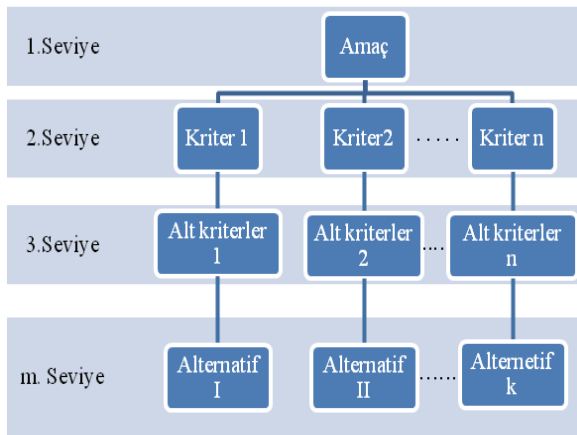 1.Seviye
Amaç
2.Seviye
Kriter 1
Kriter2
.....
Kriter n
3.Seviye
Alt kriterler
1
Alt kriterler
2
....
Alt kriterler
n
m. Seviye
Alternatif
I
Alternatif
II
......
Alternetif
k